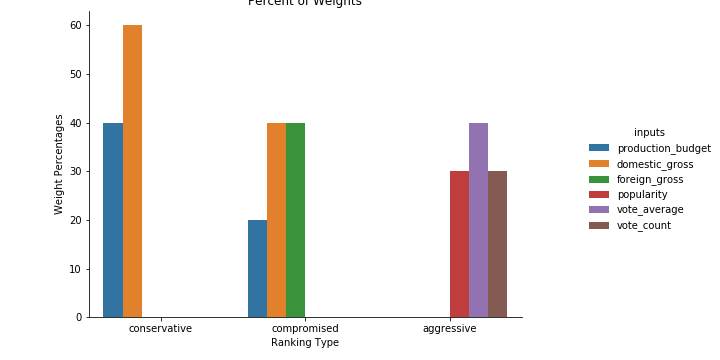 Percent of Weights
60
50
40
30
20
10
0
Weight Percentages
conservative
compromised
aggressive
Ranking Type
inputs
production_budget
domestic_gross
foreign_gross
popularity
vote_average
vote_count